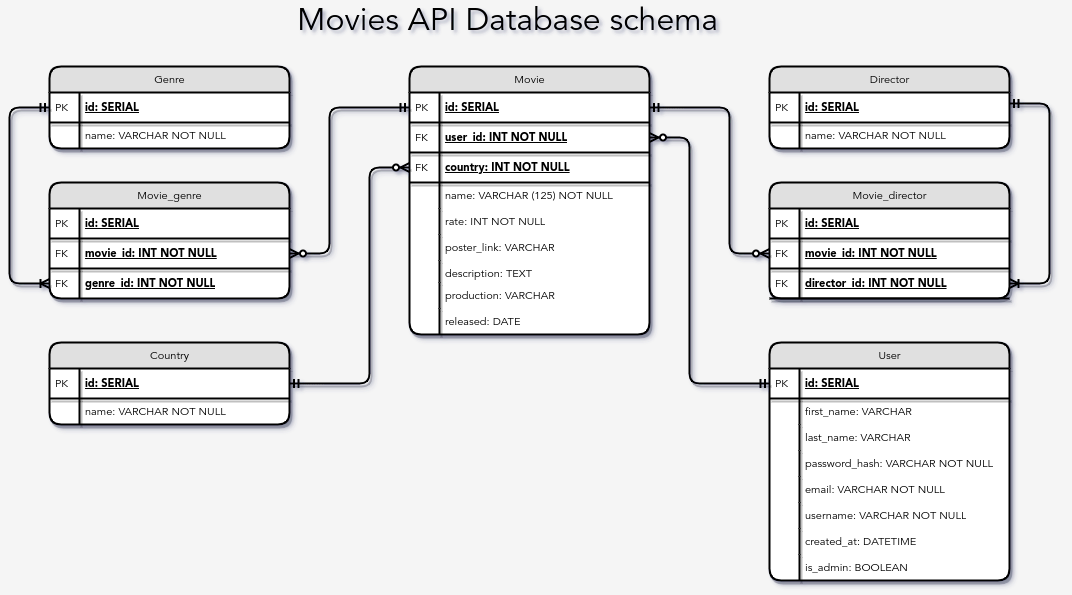 Movies API Database schema
Genre
PK id: SERIAL
name: VARCHAR NOT NULL
Movie_genre
PK id: SERIAL
FK movie_id: INT NOT NULL
FK genre_id: INT NOT NULL
Country
PK id: SERIAL
name: VARCHAR NOT NULL
Movie
PK id: SERIAL
FK user_id: INT NOT NULL
FK country: INT NOT NULL
name: VARCHAR (125) NOT NULL
rate: INT NOT NULL
poster_link: VARCHAR
description: TEXT
production: VARCHAR
released: DATE
Director
PK id: SERIAL
name: VARCHAR NOT NULL
Movie_director
PK id: SERIAL
FK movie_id: INT NOT NULL
FK director_id: INT NOT NULL
User
PK id: SERIAL
first_name: VARCHAR
last_name: VARCHAR
password_hash: VARCHAR NOT NULL
email: VARCHAR NOT NULL
username: VARCHAR NOT NULL
created_at: DATETIME
is_admin: BOOLEAN